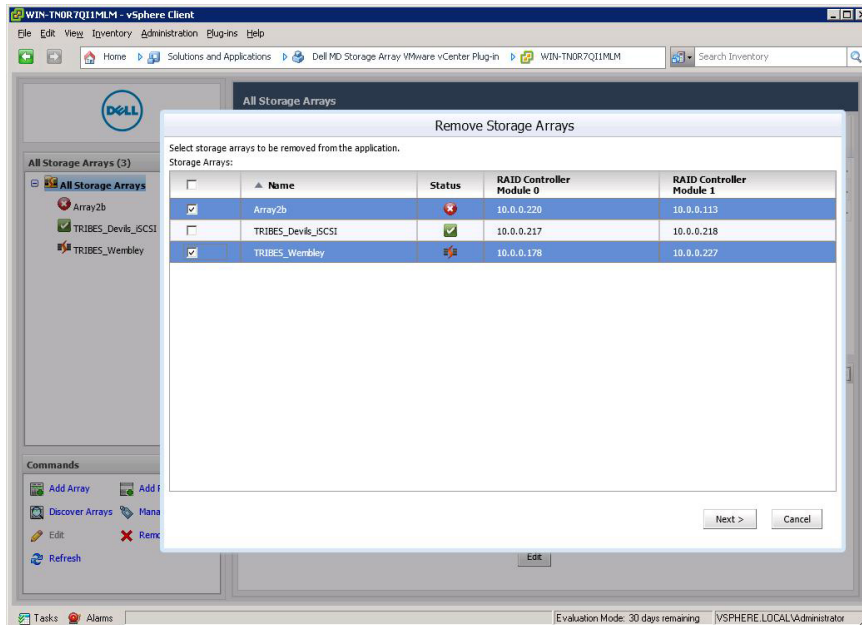 WIN-TN0R7QI1MLM - vSphere Client
File Edit View Inventory Administration Plug-ins Help
Home Solutions and Applications Dell MD Storage Array VMware vCenter Plug-in WIN-TN0R7QI1MLM Search Inventory
DELL
All Storage Arrays
Remove Storage Arrays
Select storage arrays to be removed from the application.
Storage Arrays:
Name Status RAID Controller Module 0 RAID Controller Module 1
Array2b 10.0.0.220 10.0.0.113
TRIBES_Devils_iSCSI 10.0.0.217 10.0.0.218
TRIBES_Wembley 10.0.0.178 10.0.0.227
Next > Cancel
All Storage Arrays (3)
All Storage Arrays
Array2b
TRIBES_Devils_iSCSI
TRIBES_Wembley
Commands
Add Array Add
Discover Arrays Mana
Edit Remo
Refresh
Edit
Tasks Alarms Evaluation Mode: 30 days remaining VSPHERE.LOCAL\Administrator